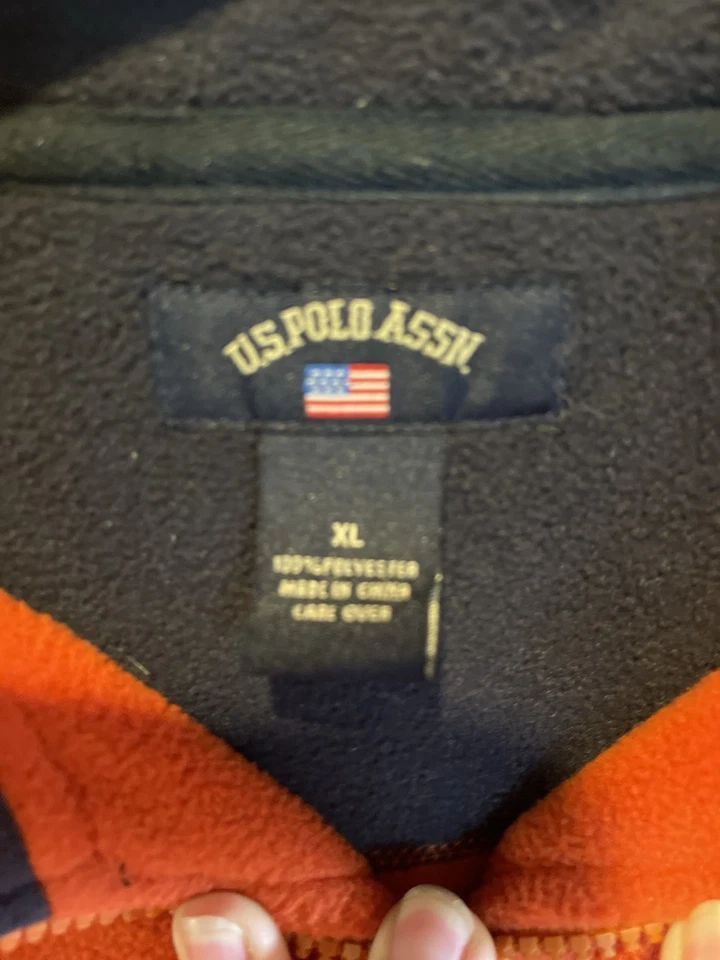 U.S. POLO ASSN.
XL
100% POLYESTER
MADE IN CHINA
CARE OVER